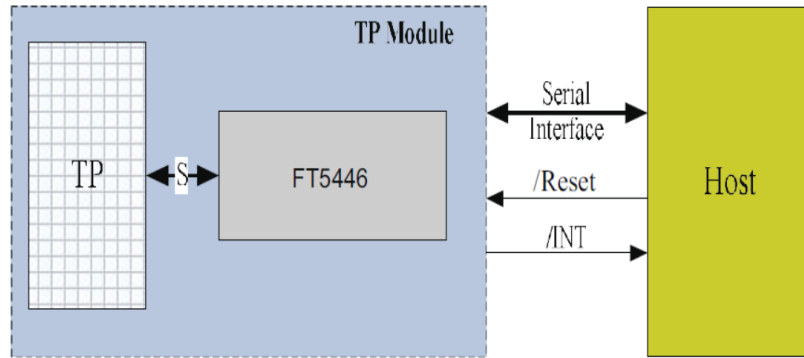 TP Module
TP
S
FT5446
Serial
Interface
/Reset
/INT
Host